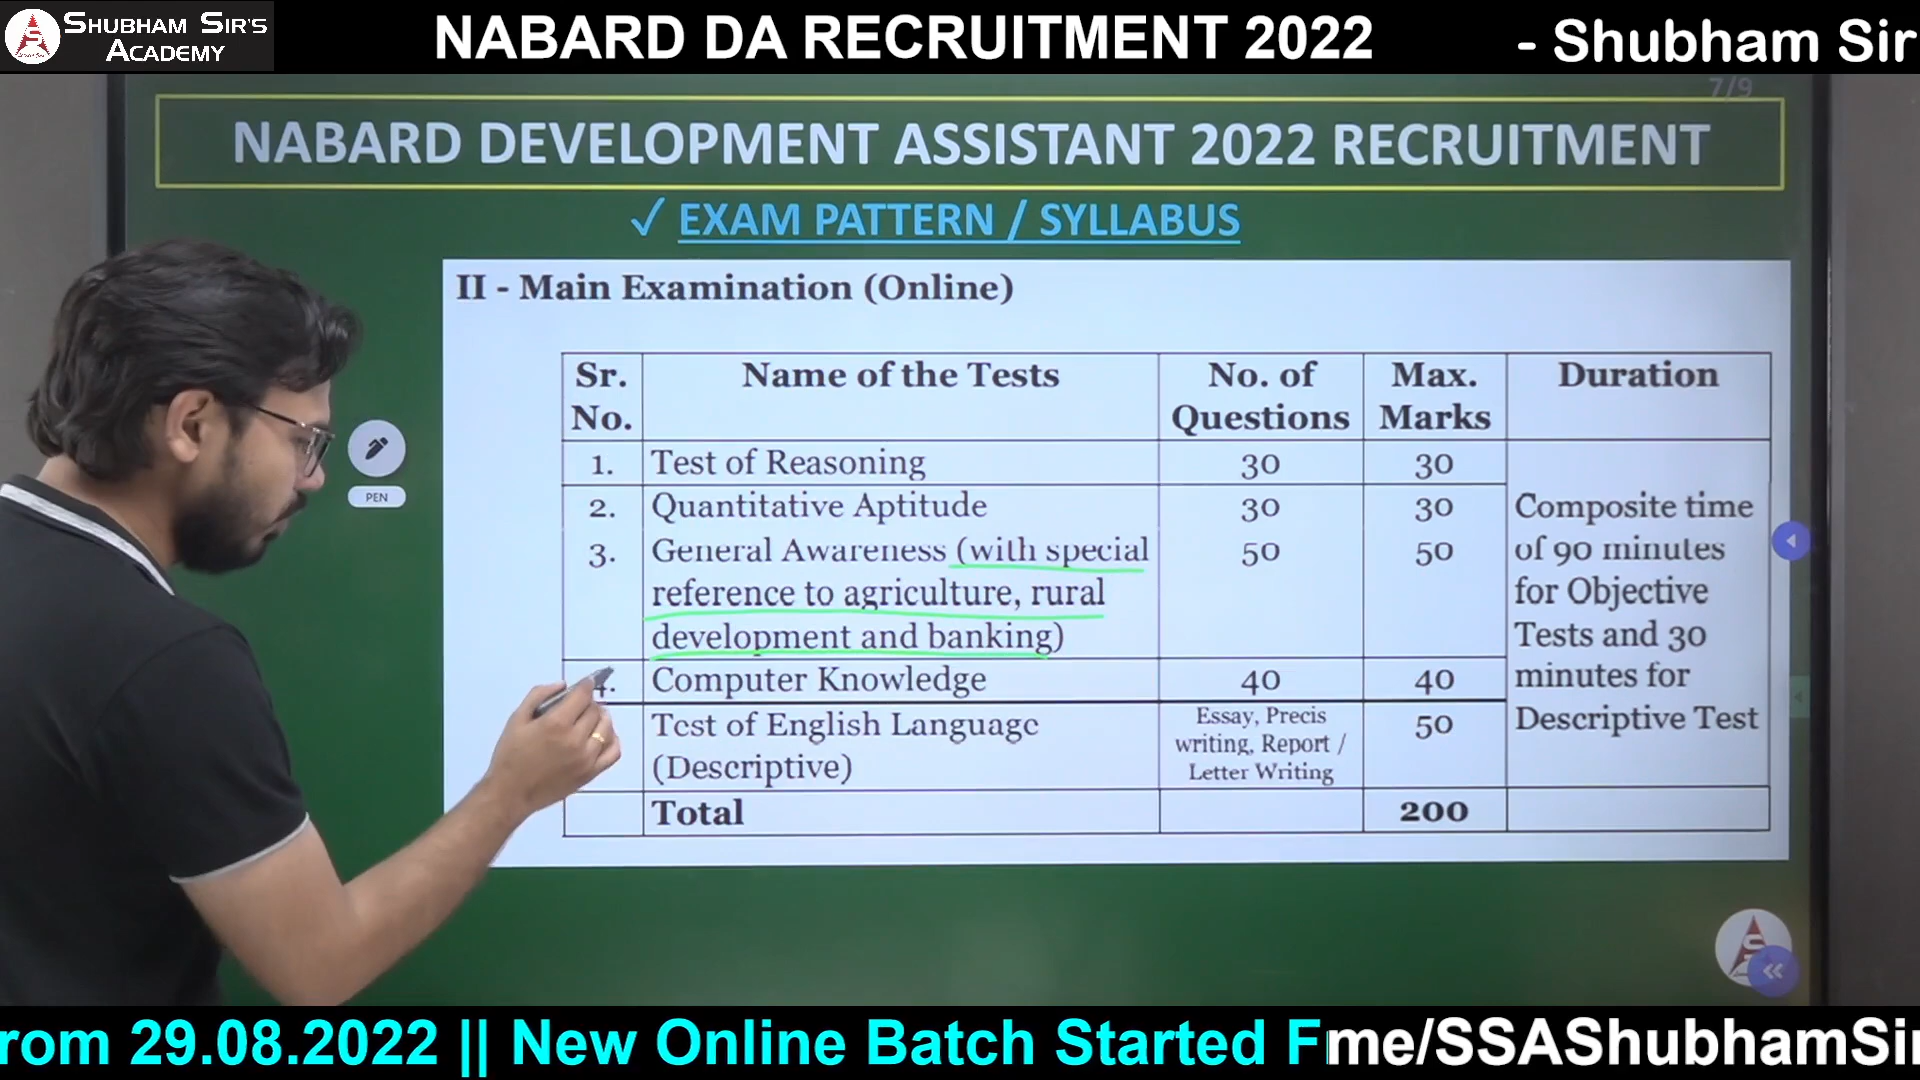 SHUBHAM SIR'S
ACADEMY
NABARD DA RECRUITMENT 2022
- Shubham Sir
7/9
NABARD DEVELOPMENT ASSISTANT 2022 RECRUITMENT
✓ EXAM PATTERN / SYLLABUS
II - Main Examination (Online)
Sr. No. Name of the Tests No. of Questions Max. Marks Duration
1. Test of Reasoning 30 30
2. Quantitative Aptitude 30 30
3. General Awareness (with special
reference to agriculture, rural
development and banking) 50 50
4. Computer Knowledge 40 40
Test of English Language
(Descriptive)
Essay, Precis
writing, Report /
Letter Writing
50
Composite time
of 90 minutes
for Objective
Tests and 30
minutes for
Descriptive Test
Total 200
PEN
rom 29.08.2022 || New Online Batch Started F
me/SSAShubhamSir